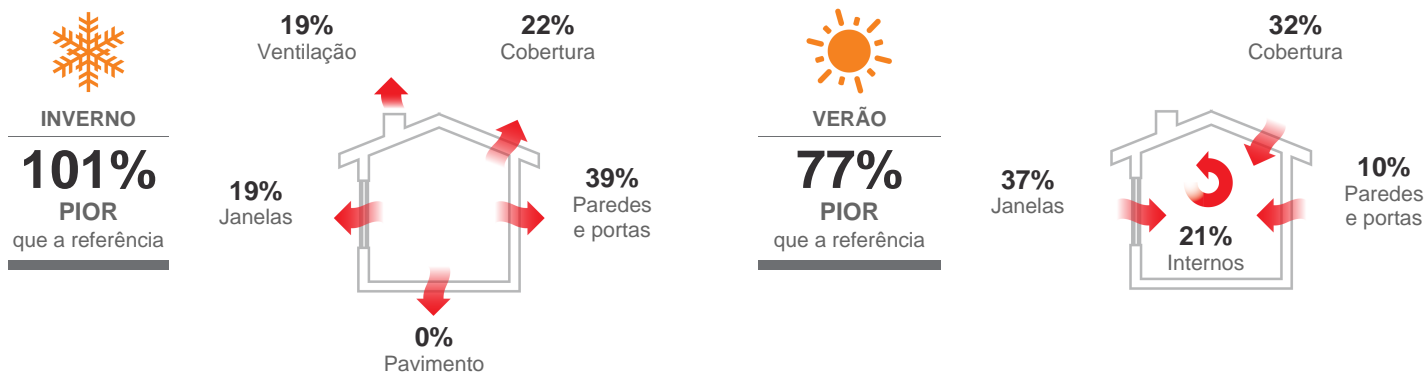 INVERNO
101%
PIOR
que a referência
19%
Ventilação
22%
Cobertura
19%
Janelas
39%
Paredes
e portas
0%
Pavimento
VERÃO
77%
PIOR
que a referência
32%
Cobertura
37%
Janelas
21%
Internos
10%
Paredes
e portas